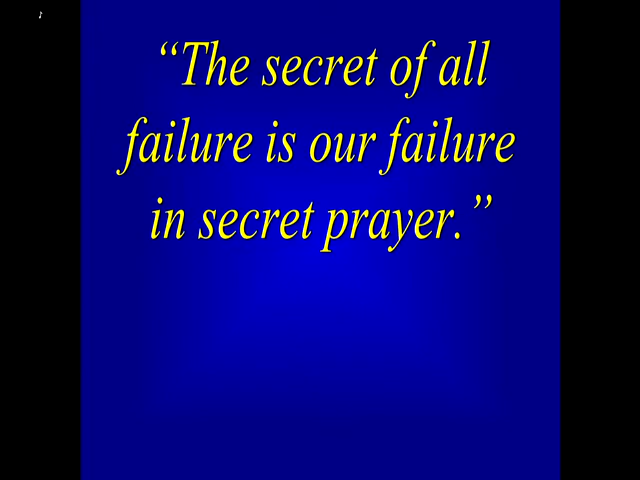 “The secret of all
failure is our failure
in secret prayer.”